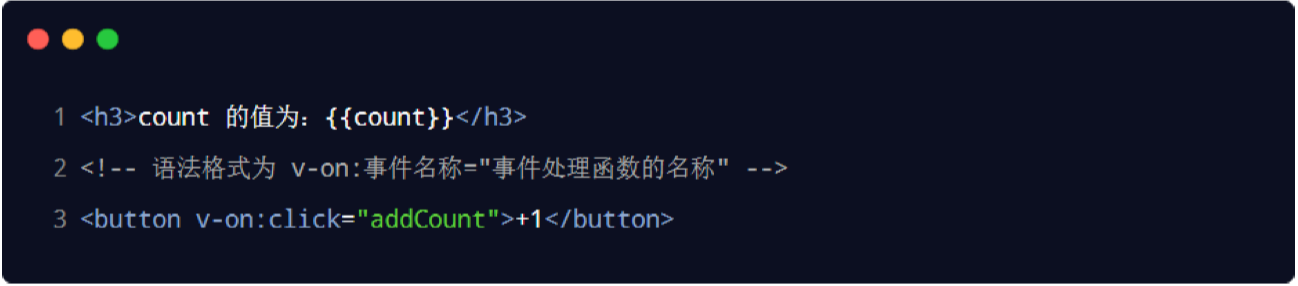 1 <h3>count 的值为：{{count}}</h3>
2 <!-- 语法格式为 v-on:事件名称="事件处理函数的名称" -->
3 <button v-on:click="addCount">+1</button>